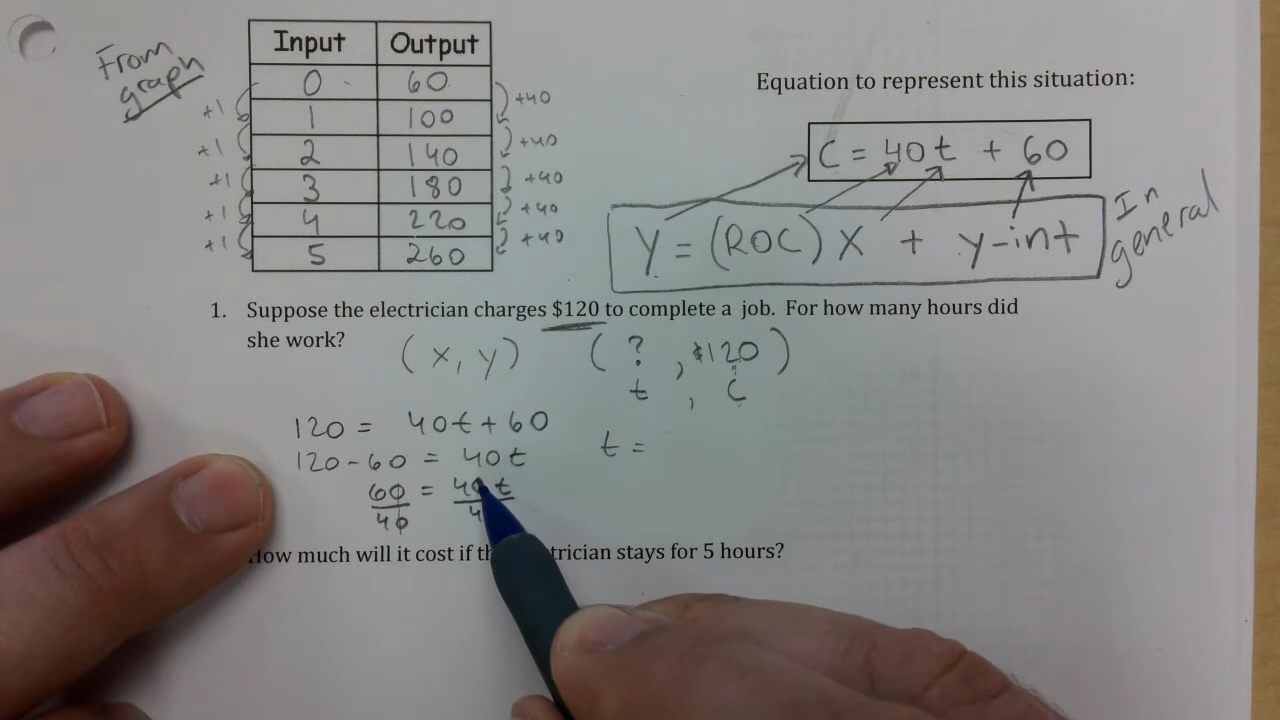 From graph
Input Output
0 60
1 100
2 140
3 180
4 220
5 260
+1 +1 +1 +1 +1
+40 +40 +40 +40 +40
Equation to represent this situation:
C = 40t + 60
Y = (ROC) X + y-int
In general
1. Suppose the electrician charges $120 to complete a job. For how many hours did
she work? (x, y) (?, $120)
t, C
120 = 40t + 60
t =
120 - 60 = 40t
60 = 40t
40 4
How much will it cost if the trician stays for 5 hours?